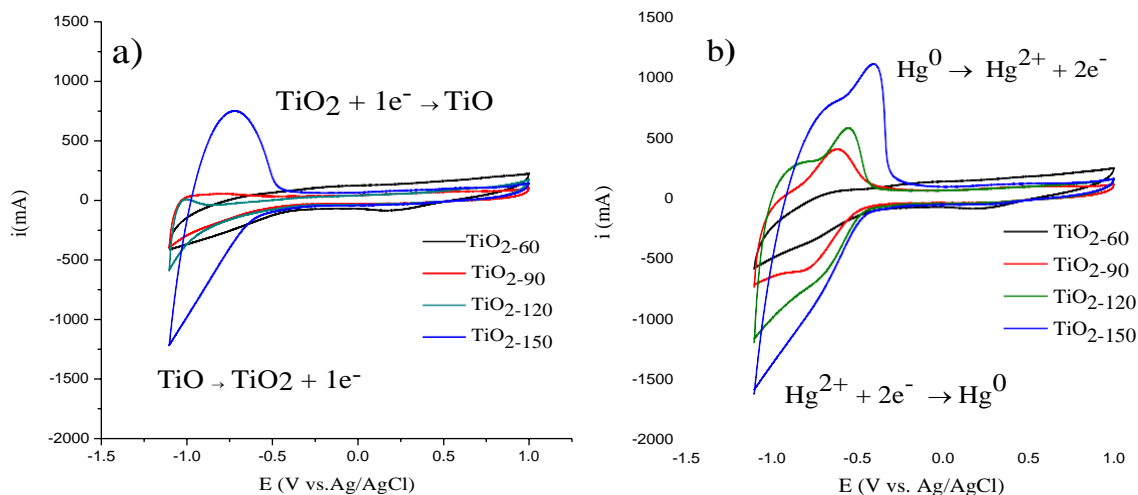 a)
1500
1000
500
0
-500
-1000
-1500
-2000
i(mA)
TiO₂ + 1e⁻ → TiO
TiO₂₋₆₀
TiO₂₋₉₀
TiO₂₋₁₂₀
TiO₂₋₁₅₀
TiO → TiO2 + 1e⁻
-1.5 -1.0 -0.5 0.0 0.5 1.0
E (V vs.Ag/AgCl)
b)
1500
1000
500
0
-500
-1000
-1500
-2000
i (mA)
Hg⁰ → Hg²⁺ + 2e⁻
TiO₂₋₆₀
TiO₂₋₉₀
TiO₂₋₁₂₀
TiO₂₋₁₅₀
Hg²⁺ + 2e⁻ → Hg⁰
-1.5 -1.0 -0.5 0.0 0.5 1.0
E (V vs. Ag/AgCl)